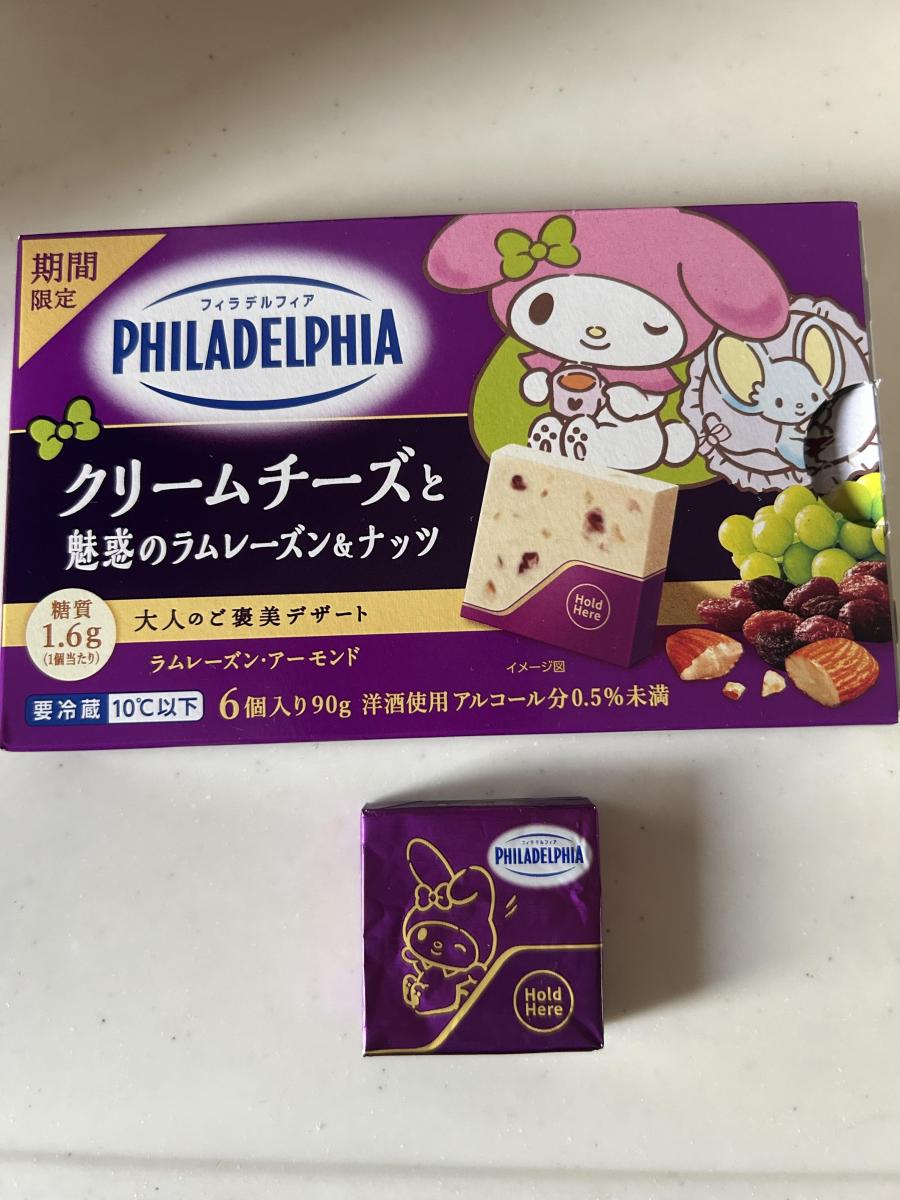 期間
限定
フィラデルフィア
PHILADELPHIA
クリームチーズと
魅惑のラムレーズン&ナッツ
糖質
1.6g
(1個当たり)
大人のご褒美デザート
ラムレーズン・アーモンド
Hold
Here
イメージ図
要冷蔵 10℃以下 6個入り90g 洋酒使用 アルコール分0.5%未満
フィラデルフィア
PHILADELPHIA
Hold
Here